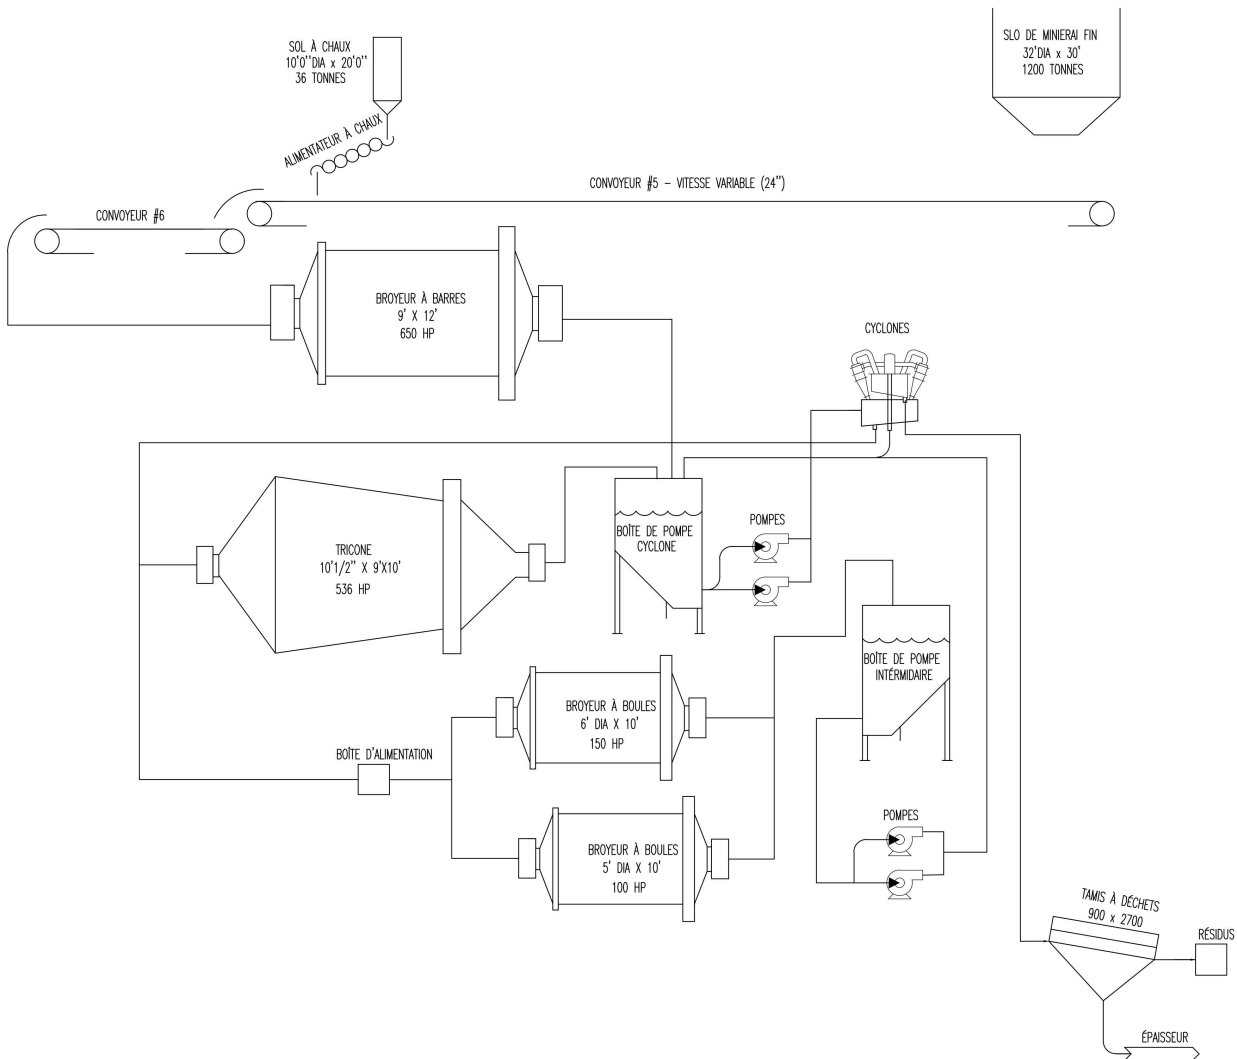 SOL À CHAUX
10'0''DIA x 20'0''
36 TONNES
SLO DE MINIERAI FIN
32'DIA x 30'
1200 TONNES
ALIMENTATEUR À CHAUX
CONVOYEUR #5 – VITESSE VARIABLE (24'')
CONVOYEUR #6
BROYEUR À BARRES
9' X 12'
650 HP
CYCLONES
BOÎTE DE POMPE
CYCLONE
POMPES
TRICONE
10'1/2'' X 9'X10'
536 HP
BOÎTE DE POMPE
INTÉRMIDAIRE
BROYEUR À BOULES
6' DIA X 10'
150 HP
BOÎTE D'ALIMENTATION
BROYEUR À BOULES
5' DIA X 10'
100 HP
POMPES
TAMIS À DÉCHETS
900 x 2700
RÉSIDUS
ÉPAISSEUR